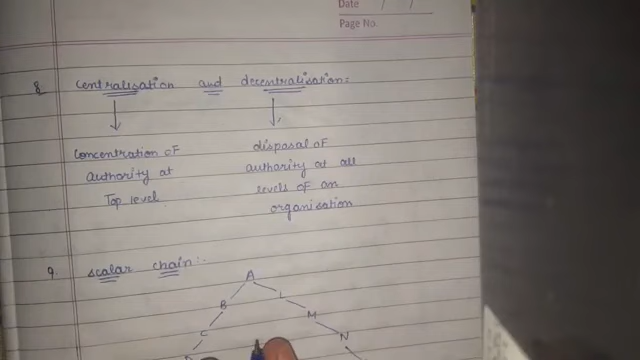 Date / /
Page No.
8 Centralisation and decentralisation:-
Concentration of
authority at
Top level
disposal of
authority at all
levels of an
organisation
9. Scalar chain:-
A
L
B
M
C
N